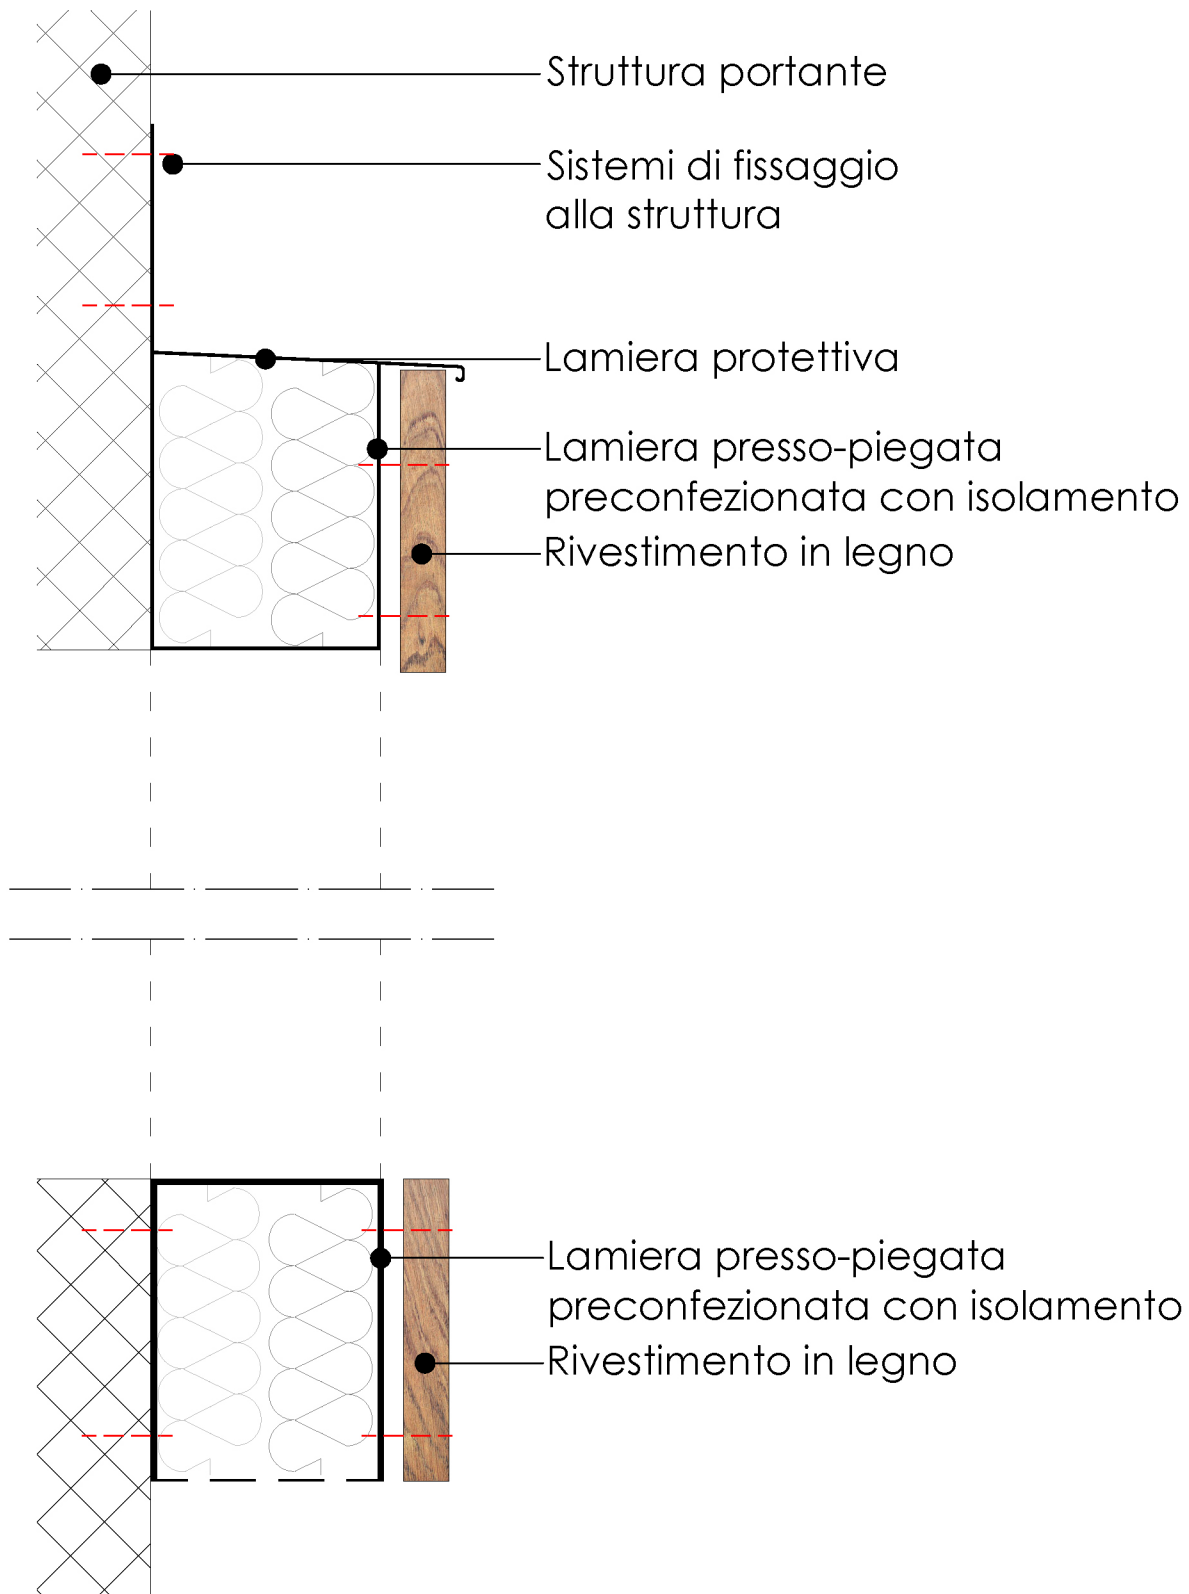 Struttura portante
Sistemi di fissaggio
alla struttura
Lamiera protettiva
Lamiera presso-piegata
preconfezionata con isolamento
Rivestimento in legno
Lamiera presso-piegata
preconfezionata con isolamento
Rivestimento in legno